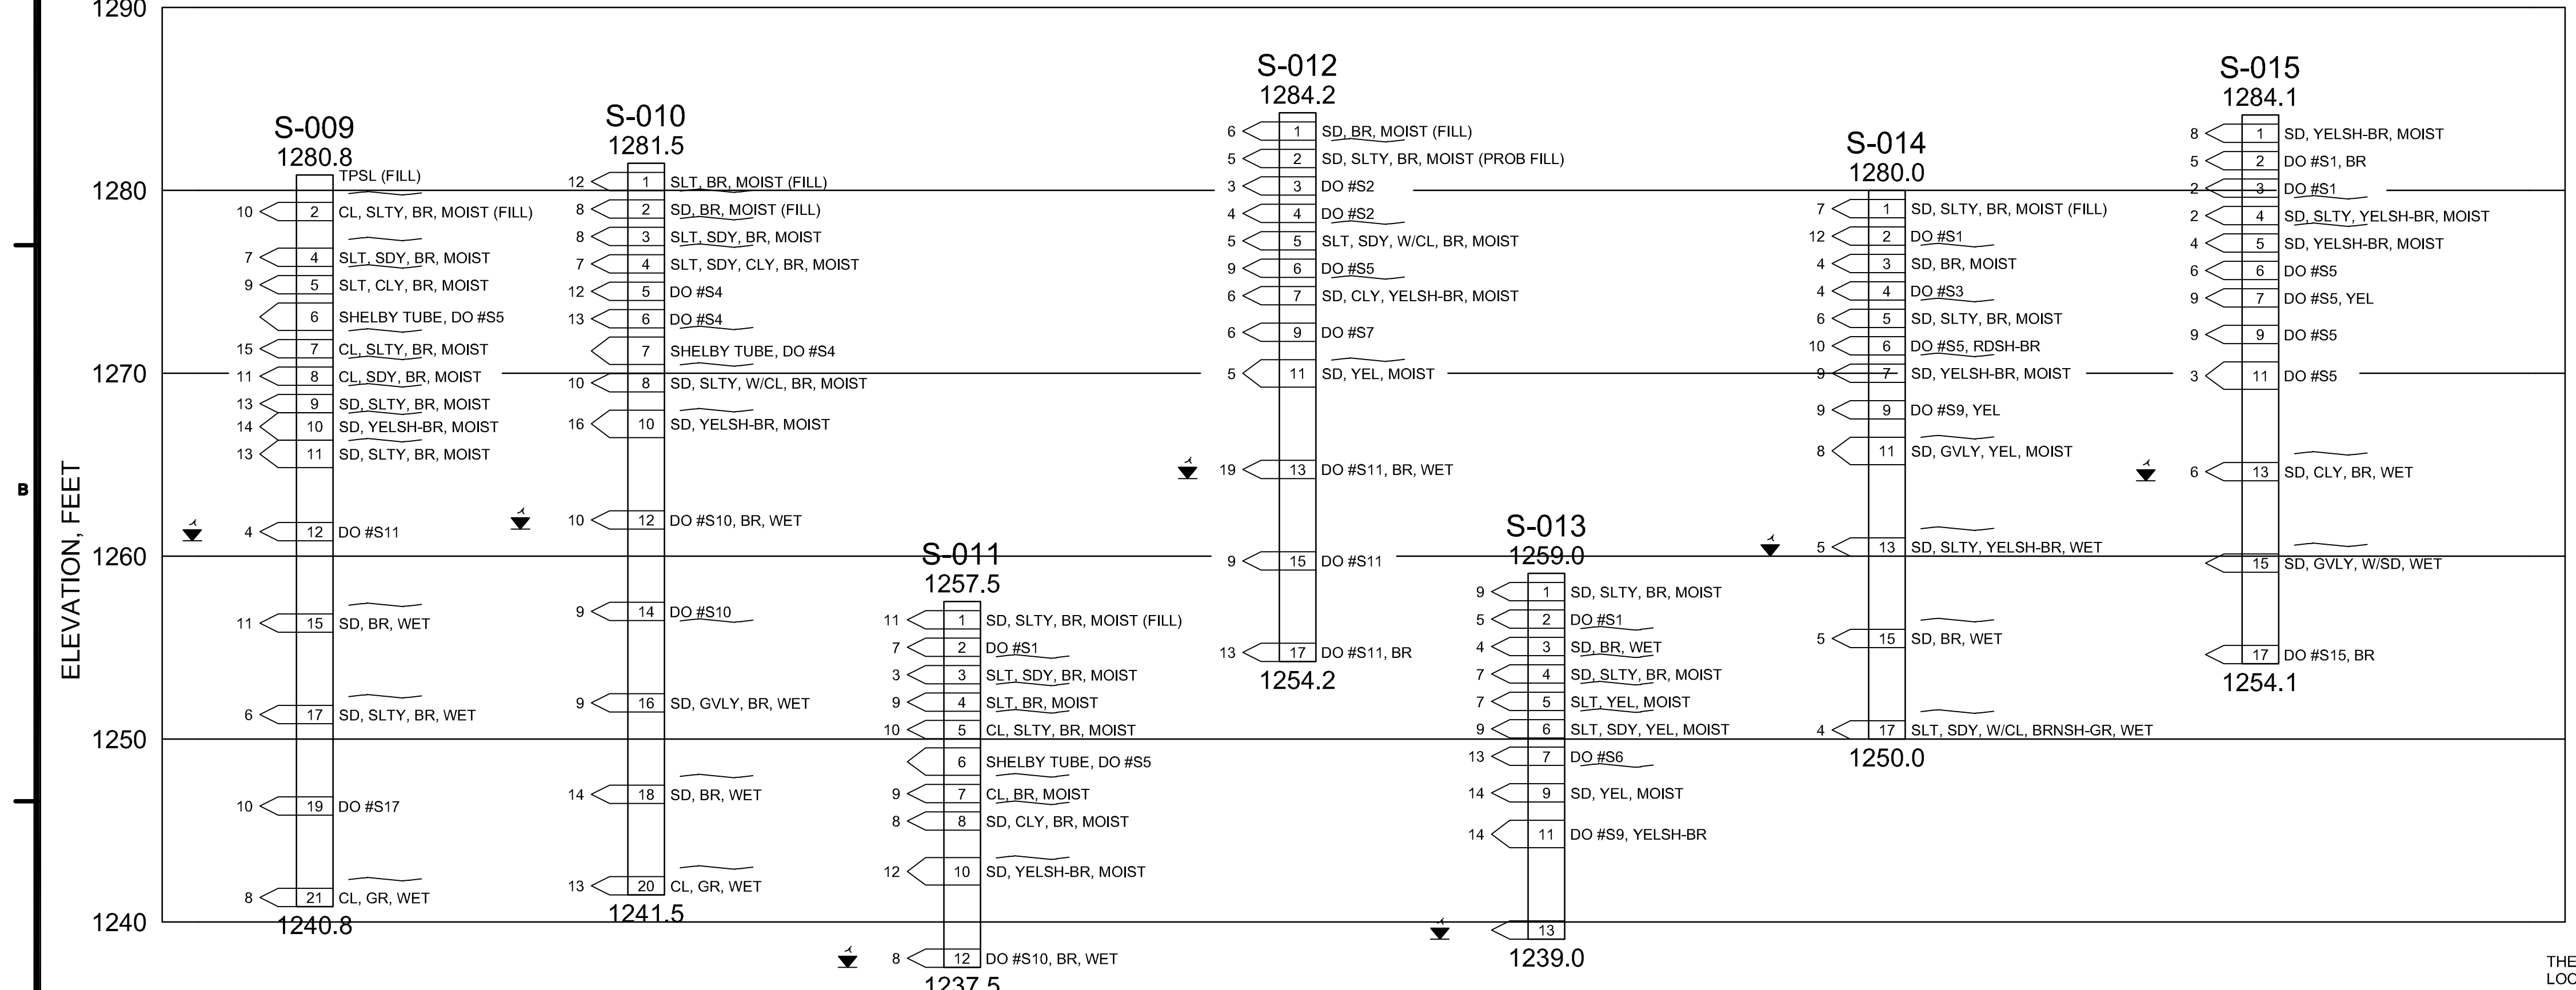 1290
1280
1270
1260
1250
1240
ELEVATION, FEET
B
S-009
1280.8
TPSL (FILL)
10 2 CL, SLTY, BR, MOIST (FILL)
7 4 SLT, SDY, BR, MOIST
9 5 SLT, CLY, BR, MOIST
6 SHELBY TUBE, DO #S5
15 7 CL, SLTY, BR, MOIST
11 8 CL, SDY, BR, MOIST
13 9 SD, SLTY, BR, MOIST
14 10 SD, YELSH-BR, MOIST
13 11 SD, SLTY, BR, MOIST
4 12 DO #S11
11 15 SD, BR, WET
6 17 SD, SLTY, BR, WET
10 19 DO #S17
8 21 CL, GR, WET
1240.8
S-010
1281.5
12 1 SLT, BR, MOIST (FILL)
8 2 SD, BR, MOIST (FILL)
8 3 SLT, SDY, BR, MOIST
7 4 SLT, SDY, CLY, BR, MOIST
12 5 DO #S4
13 6 DO #S4
7 SHELBY TUBE, DO #S4
10 8 SD, SLTY, W/CL, BR, MOIST
16 10 SD, YELSH-BR, MOIST
10 12 DO #S10, BR, WET
9 14 DO #S10
9 16 SD, GVLY, BR, WET
14 18 SD, BR, WET
13 20 CL, GR, WET
1241.5
S-011
1257.5
11 1 SD, SLTY, BR, MOIST (FILL)
7 2 DO #S1
3 3 SLT, SDY, BR, MOIST
9 4 SLT, BR, MOIST
10 5 CL, SLTY, BR, MOIST
6 SHELBY TUBE, DO #S5
9 7 CL, BR, MOIST
8 8 SD, CLY, BR, MOIST
12 10 SD, YELSH-BR, MOIST
8 12 DO #S10, BR, WET
1237.5
S-012
1284.2
6 1 SD, BR, MOIST (FILL)
5 2 SD, SLTY, BR, MOIST (PROB FILL)
3 3 DO #S2
4 4 DO #S2
5 5 SLT, SDY, W/CL, BR, MOIST
9 6 DO #S5
6 7 SD, CLY, YELSH-BR, MOIST
6 9 DO #S7
5 11 SD, YEL, MOIST
19 13 DO #S11, BR, WET
9 15 DO #S11
13 17 DO #S11, BR
1254.2
S-013
1259.0
9 1 SD, SLTY, BR, MOIST
5 2 DO #S1
4 3 SD, BR, WET
7 4 SD, SLTY, BR, MOIST
7 5 SLT, YEL, MOIST
9 6 SLT, SDY, YEL, MOIST
13 7 DO #S6
14 9 SD, YEL, MOIST
14 11 DO #S9, YELSH-BR
13
1239.0
S-014
1280.0
7 1 SD, SLTY, BR, MOIST (FILL)
12 2 DO #S1
4 3 SD, BR, MOIST
4 4 DO #S3
6 5 SD, SLTY, BR, MOIST
10 6 DO #S5, RDSH-BR
9 7 SD, YELSH-BR, MOIST
9 9 DO #S9, YEL
8 11 SD, GVLY, YEL, MOIST
5 13 SD, SLTY, YELSH-BR, WET
5 15 SD, BR, WET
4 17 SLT, SDY, W/CL, BRNSH-GR, WET
1250.0
S-015
1284.1
8 1 SD, YELSH-BR, MOIST
5 2 DO #S1, BR
2 3 DO #S1
2 4 SD, SLTY, YELSH-BR, MOIST
4 5 SD, YELSH-BR, MOIST
6 6 DO #S5
9 7 DO #S5, YEL
9 9 DO #S5
3 11 DO #S5
6 13 SD, CLY, BR, WET
15 SD, GVLY, W/SD, WET
17 DO #S15, BR
1254.1
THE
LOC